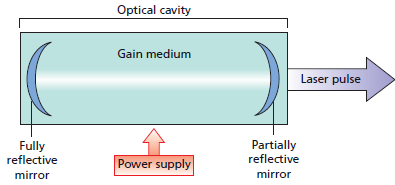 Optical cavity
Gain medium
Laser pulse
Fully
reflective
mirror
Power supply
Partially
reflective
mirror